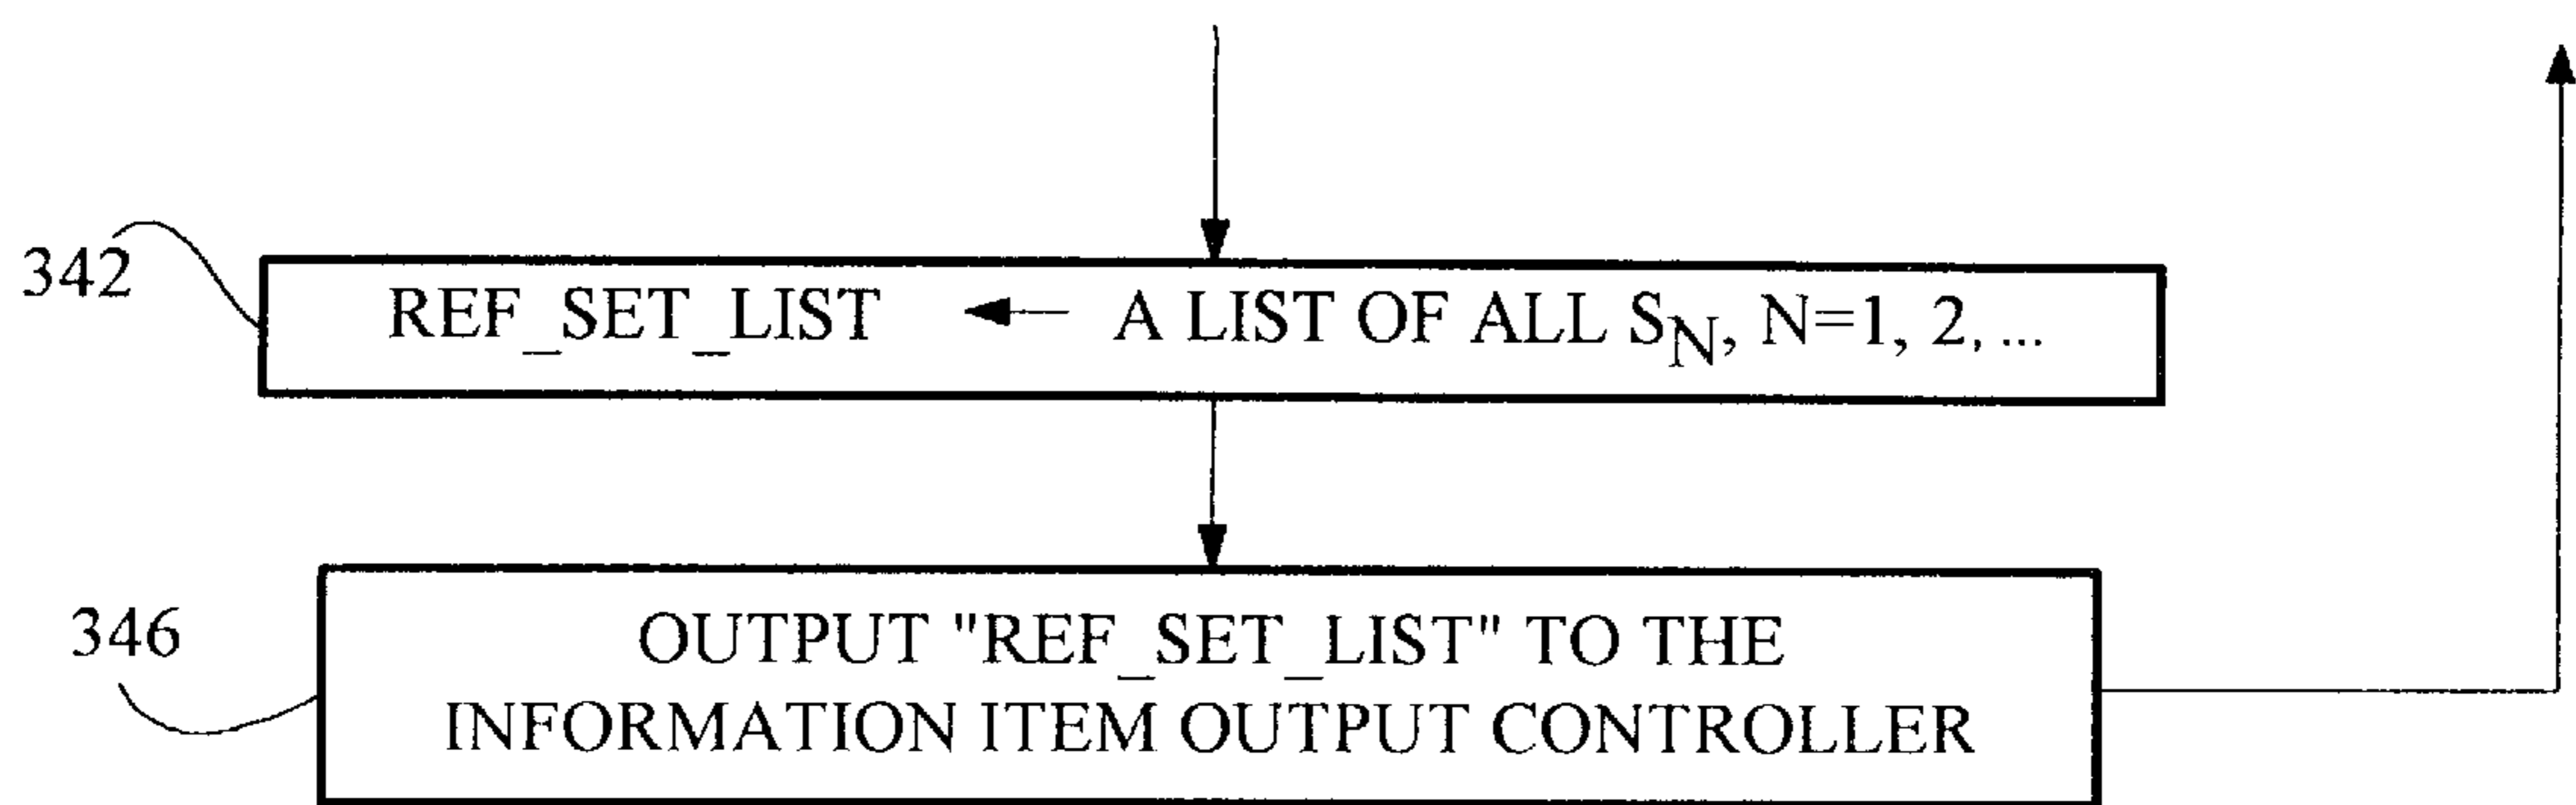 342
REF_SET_LIST ← A LIST OF ALL S_N, N=1, 2, ...
346
OUTPUT "REF_SET_LIST" TO THE
INFORMATION ITEM OUTPUT CONTROLLER